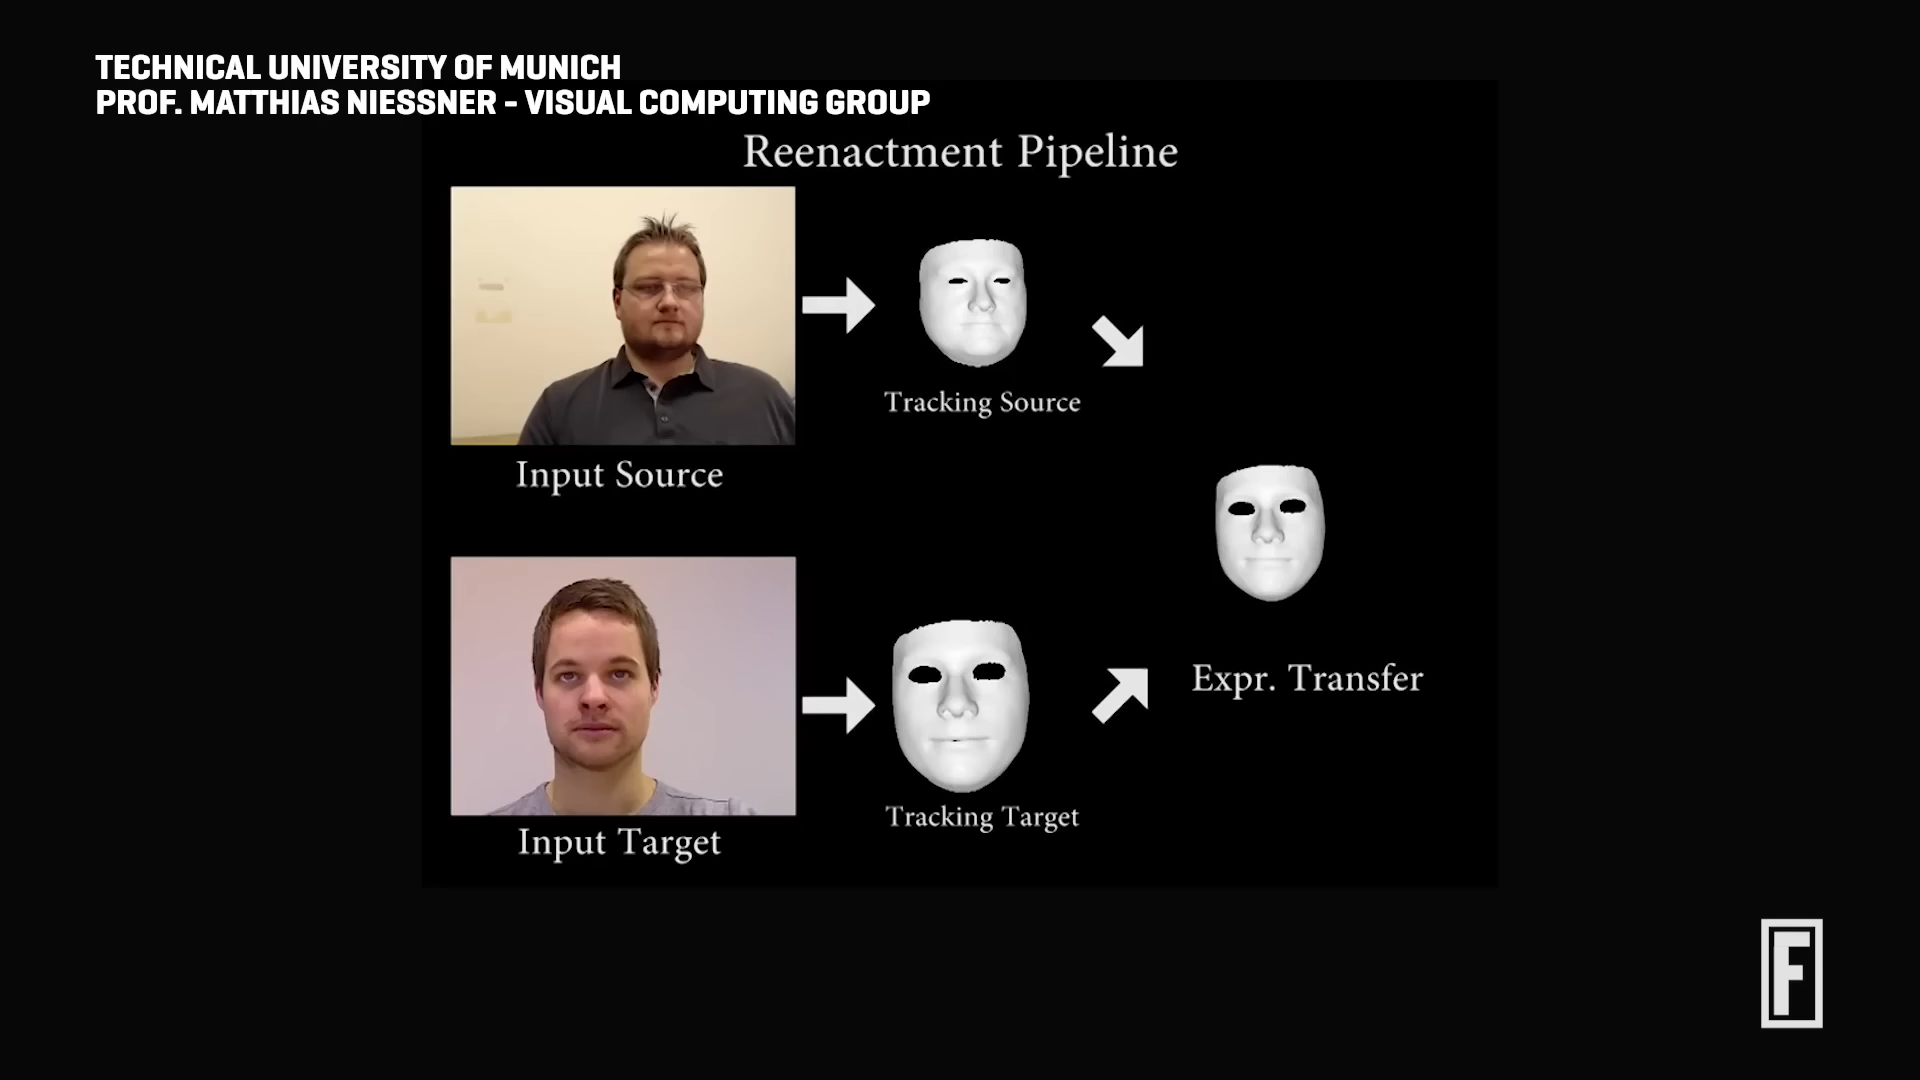 TECHNICAL UNIVERSITY OF MUNICH
PROF. MATTHIAS NIESSNER - VISUAL COMPUTING GROUP
Reenactment Pipeline
Tracking Source
Input Source
Expr. Transfer
Tracking Target
Input Target
F